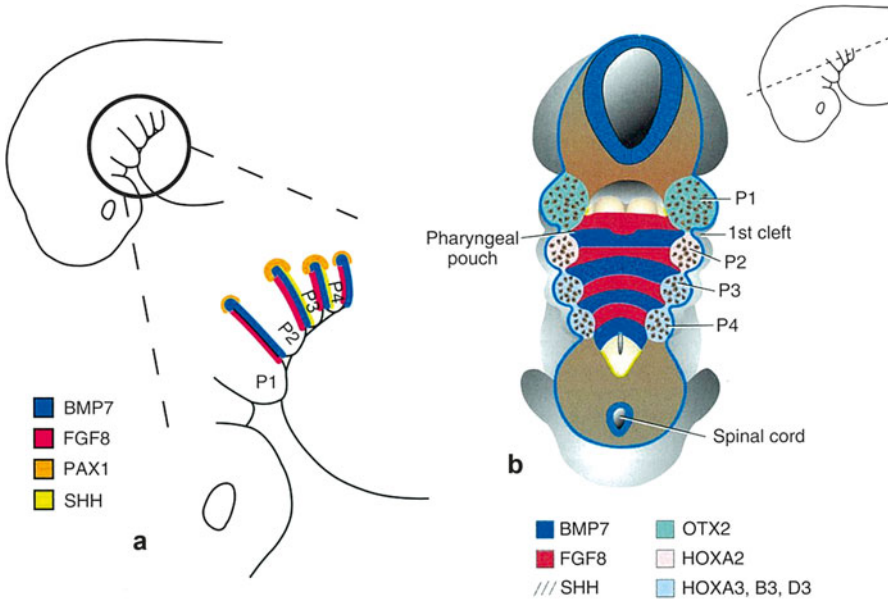 P1
P2
P3
P4
BMP7
FGF8
PAX1
SHH
a
P1
1st cleft
Pharyngeal
pouch
P2
P3
P4
Spinal cord
b
BMP7
FGF8
SHH
OTX2
HOXA2
HOXA3, B3, D3